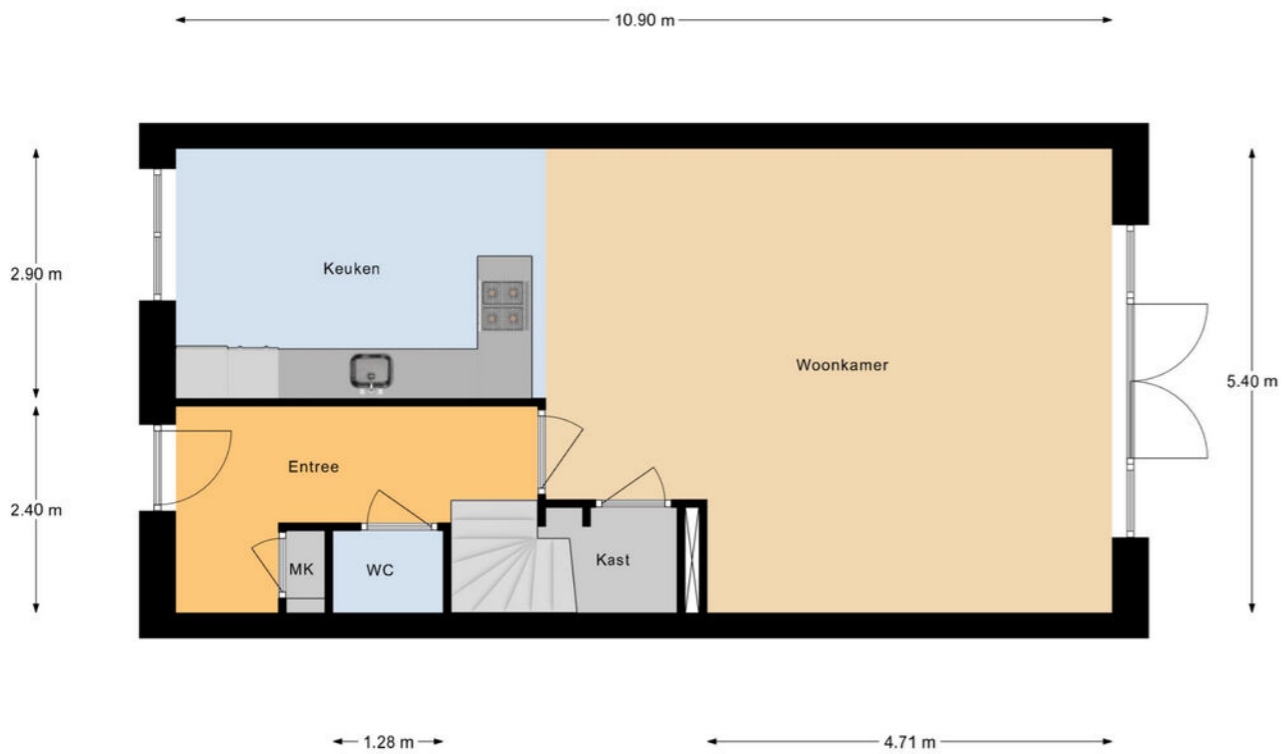 10.90 m
2.90 m
Keuken
Woonkamer
5.40 m
Entree
2.40 m
MK
WC
Kast
1.28 m
4.71 m